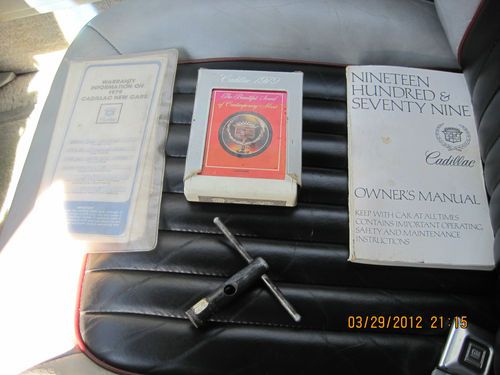 WARRANTY
INFORMATION ON
1979
CADILLAC NEW CARS
Cadillac 1979
The Beautiful Sound
of Contemporary Music
NINETEEN
HUNDRED &
SEVENTY NINE
Cadillac
OWNER'S MANUAL
KEEP WITH CAR AT ALL TIMES
CONTAINS IMPORTANT OPERATING,
SAFETY AND MAINTENANCE
INSTRUCTIONS
03/29/2012 21:15
GM